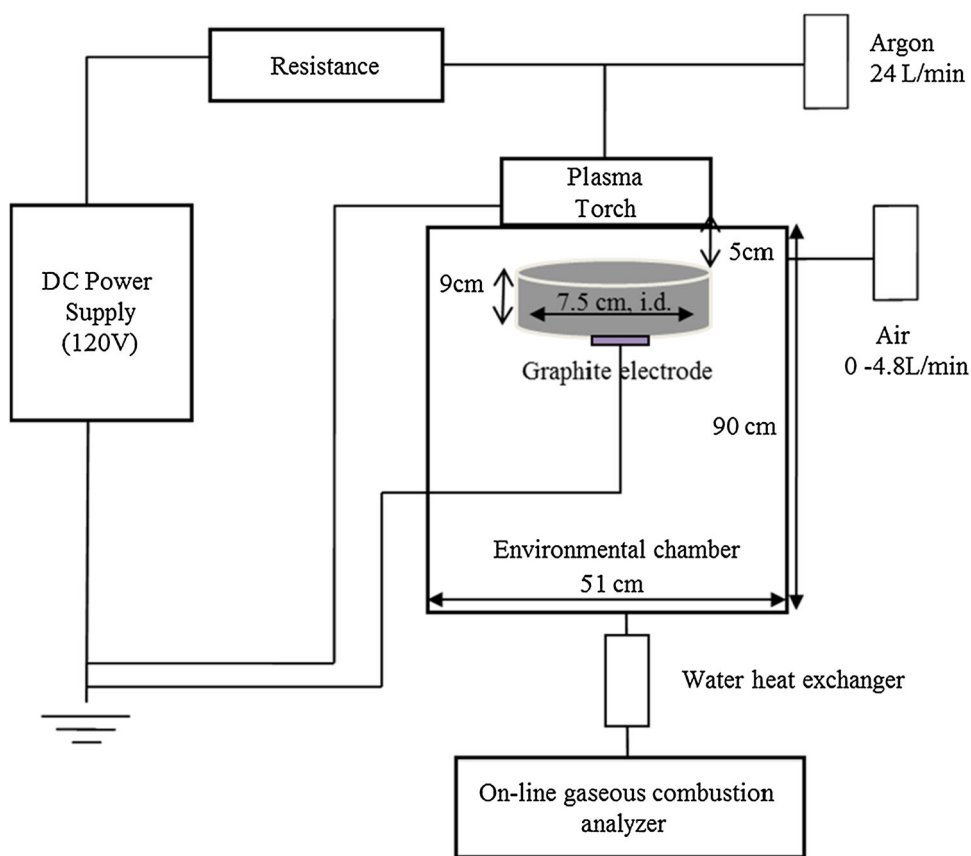 Resistance
Argon
24 L/min
Plasma
Torch
DC Power
Supply
(120V)
5cm
9cm
7.5 cm, i.d.
Graphite electrode
Air
0 -4.8L/min
90 cm
Environmental chamber
51 cm
Water heat exchanger
On-line gaseous combustion
analyzer